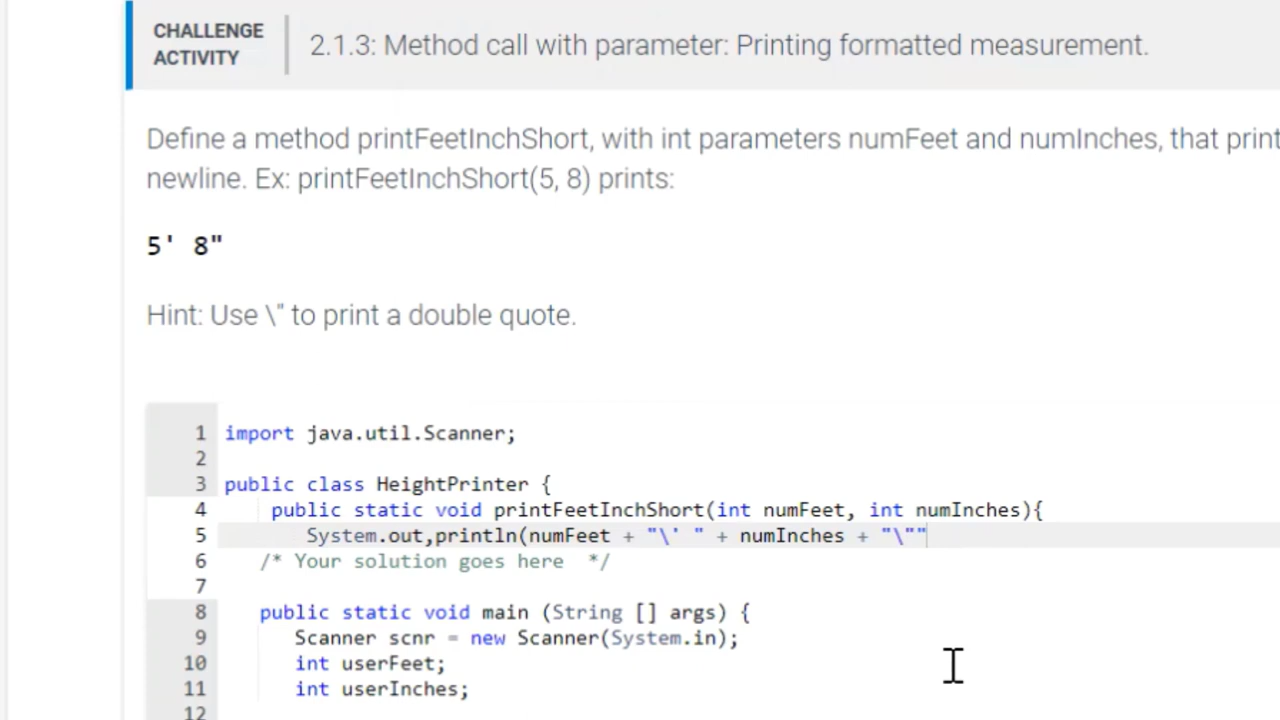 CHALLENGE
ACTIVITY
2.1.3: Method call with parameter: Printing formatted measurement.
Define a method printFeetInchShort, with int parameters numFeet and numInches, that print
newline. Ex: printFeetInchShort(5, 8) prints:
5' 8"
Hint: Use \" to print a double quote.
1 import java.util.Scanner;
2
3 public class HeightPrinter {
4 public static void printFeetInchShort(int numFeet, int numInches){
5 System.out,println(numFeet + "\' " + numInches + "\""
6 /* Your solution goes here  */
7
8 public static void main (String [] args) {
9 Scanner scnr = new Scanner(System.in);
10 int userFeet;
11 int userInches;
12